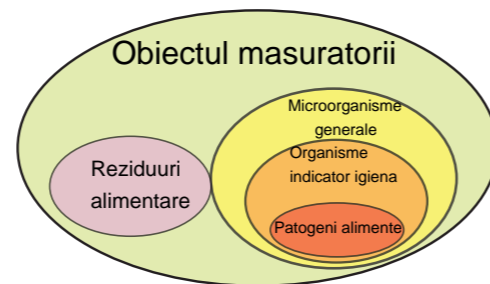 Obiectul masuratorii
Microorganisme
generale
Organisme
indicator igiena
Patogeni alimente
Reziduuri
alimentare